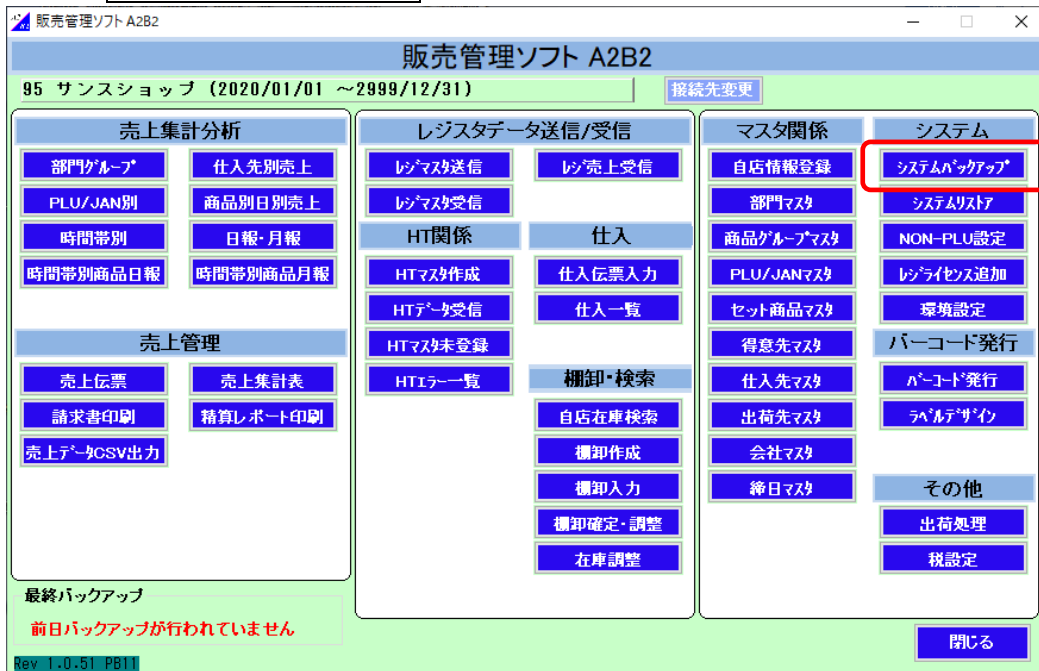 販売管理ソフト A2B2
販売管理ソフト A2B2
95 サンスショップ (2020/01/01 ～2999/12/31)
接続先変更
売上集計分析
部門ｸﾞﾙｰﾌﾟ 仕入先別売上
PLU/JAN別 商品別日別売上
時間帯別 日報・月報
時間帯別商品日報 時間帯別商品月報
売上管理
売上伝票 売上集計表
請求書印刷 精算ﾚﾎﾟｰﾄ印刷
売上ﾃﾞｰﾀCSV出力
レジスタデータ送信/受信
ﾚｼﾞﾏｽﾀ送信 ﾚｼﾞ売上受信
ﾚｼﾞﾏｽﾀ受信
HT関係
HTﾏｽﾀ作成
HTﾃﾞｰﾀ受信
HTﾏｽﾀ未登録
HTｴﾗｰ一覧
仕入
仕入伝票入力
仕入一覧
棚卸・検索
自店在庫検索
棚卸作成
棚卸入力
棚卸確定・調整
在庫調整
マスタ関係
自店情報登録
部門ﾏｽﾀ
商品ｸﾞﾙｰﾌﾟﾏｽﾀ
PLU/JANﾏｽﾀ
セット商品ﾏｽﾀ
得意先ﾏｽﾀ
仕入先ﾏｽﾀ
出荷先ﾏｽﾀ
会社ﾏｽﾀ
締日ﾏｽﾀ
システム
ｼｽﾃﾑﾊﾞｯｸｱｯﾌﾟ
ｼｽﾃﾑﾘｽﾄｱ
NON-PLU設定
ﾚｼﾞﾗｲｾﾝｽ追加
環境設定
バーコード発行
ﾊﾞｰｺｰﾄﾞ発行
ﾗﾍﾞﾙﾃﾞｻﾞｲﾝ
その他
出荷処理
税設定
最終バックアップ
前日バックアップが行われていません
閉じる
Rev 1.0.51 PB11